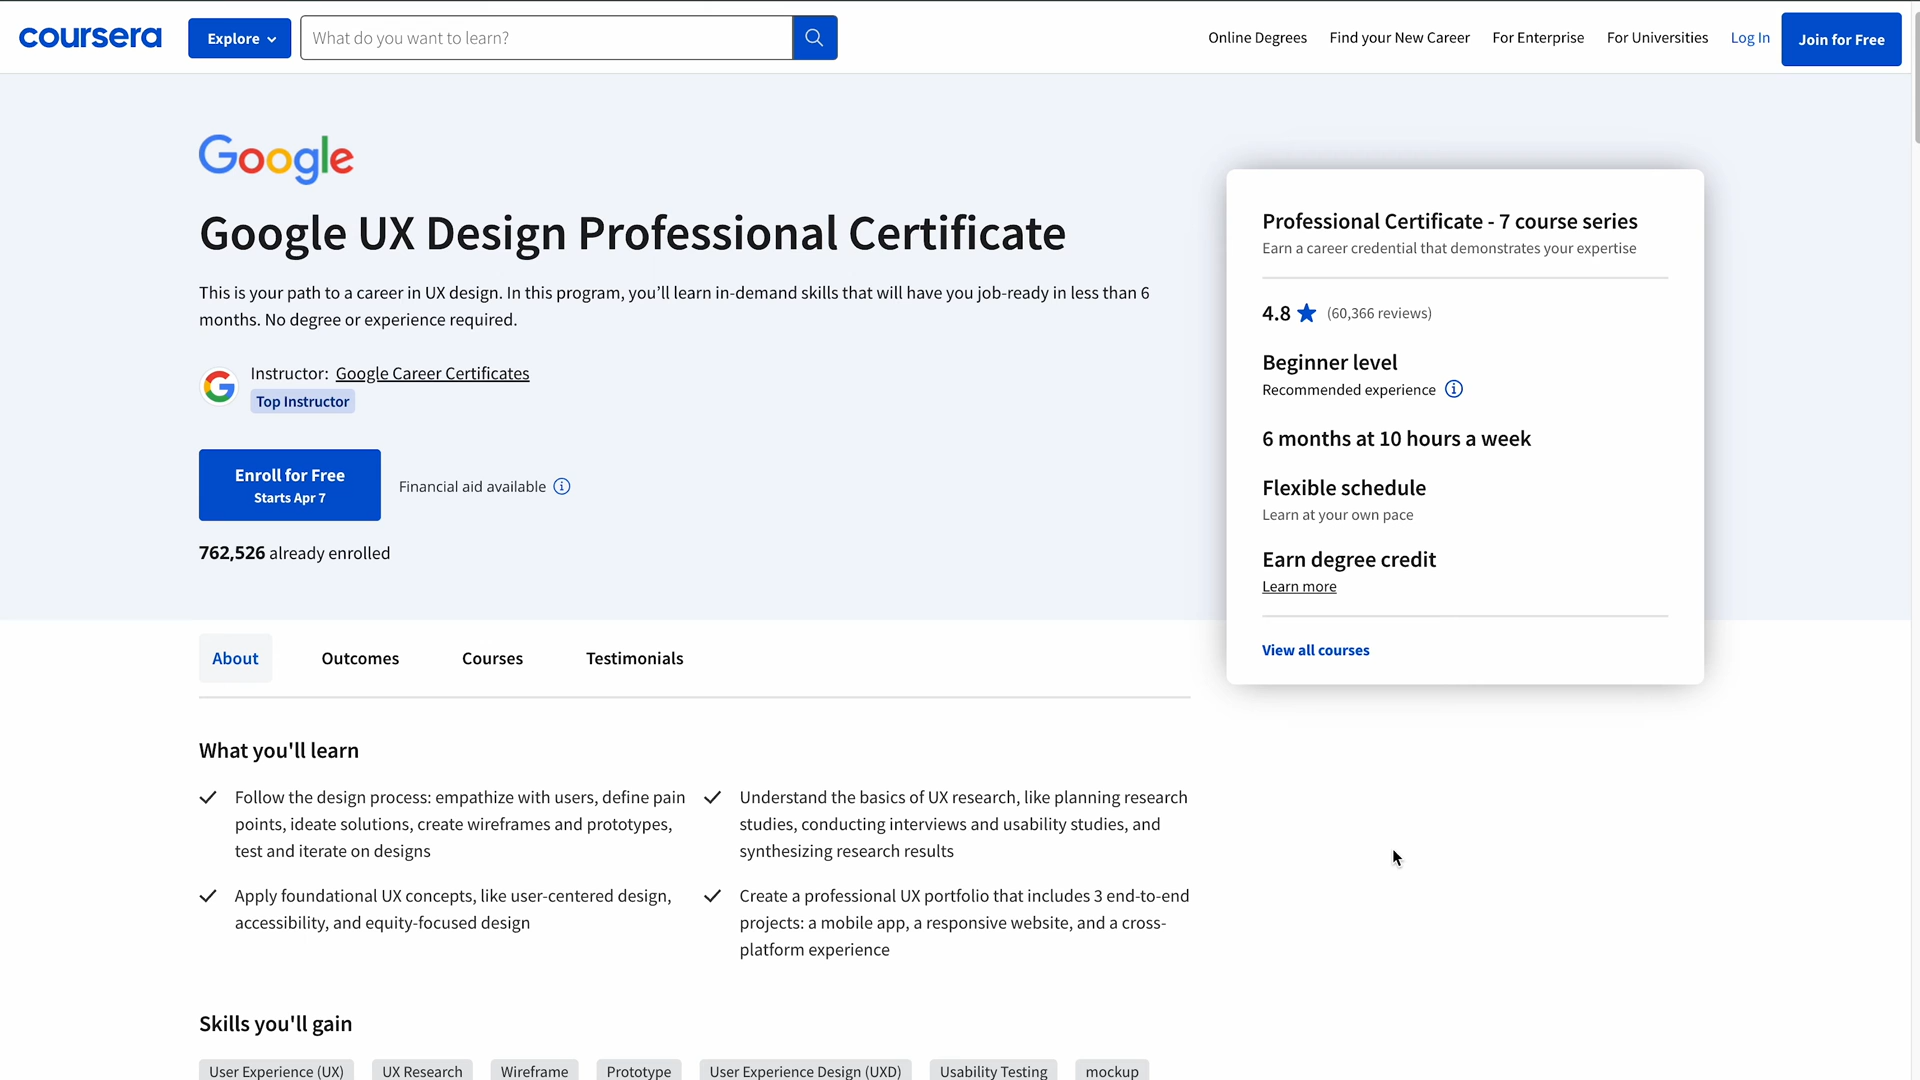 coursera
Explore
What do you want to learn?
Online Degrees
Find your New Career
For Enterprise
For Universities
Log In
Join for Free
Google
Google UX Design Professional Certificate
This is your path to a career in UX design. In this program, you’ll learn in-demand skills that will have you job-ready in less than 6
months. No degree or experience required.
Instructor: Google Career Certificates
Top Instructor
Enroll for Free
Starts Apr 7
Financial aid available
762,526 already enrolled
Professional Certificate - 7 course series
Earn a career credential that demonstrates your expertise
4.8 (60,366 reviews)
Beginner level
Recommended experience
6 months at 10 hours a week
Flexible schedule
Learn at your own pace
Earn degree credit
Learn more
View all courses
About
Outcomes
Courses
Testimonials
What you'll learn
Follow the design process: empathize with users, define pain
points, ideate solutions, create wireframes and prototypes,
test and iterate on designs
Understand the basics of UX research, like planning research
studies, conducting interviews and usability studies, and
synthesizing research results
Apply foundational UX concepts, like user-centered design,
accessibility, and equity-focused design
Create a professional UX portfolio that includes 3 end-to-end
projects: a mobile app, a responsive website, and a cross-
platform experience
Skills you'll gain
User Experience (UX)
UX Research
Wireframe
Prototype
User Experience Design (UXD)
Usability Testing
mockup